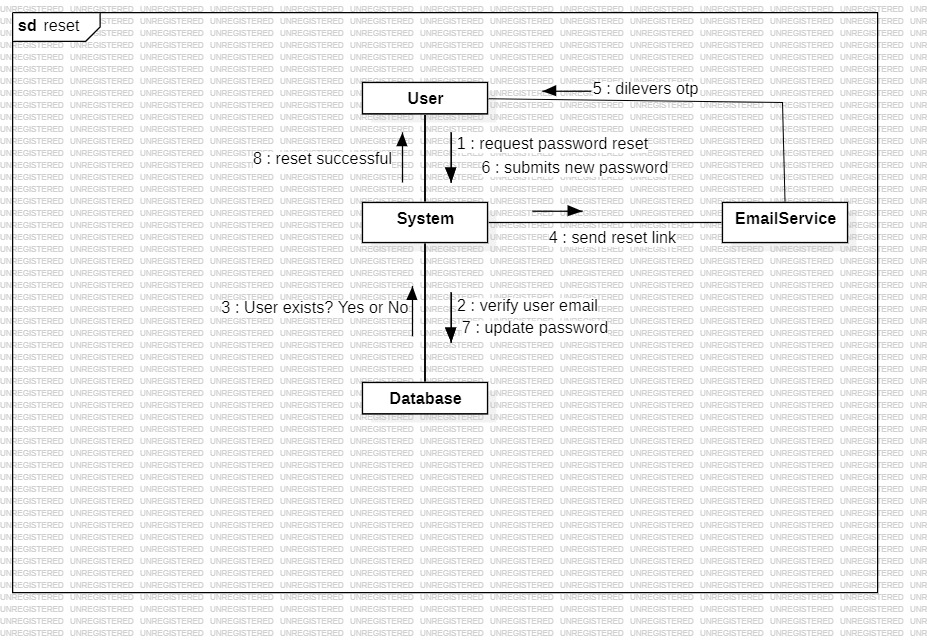 sd reset
5 : dilevers otp
User
1 : request password reset
8 : reset successful
6 : submits new password
System
EmailService
4 : send reset link
3 : User exists? Yes or No
2 : verify user email
7 : update password
Database
UNREGISTERED